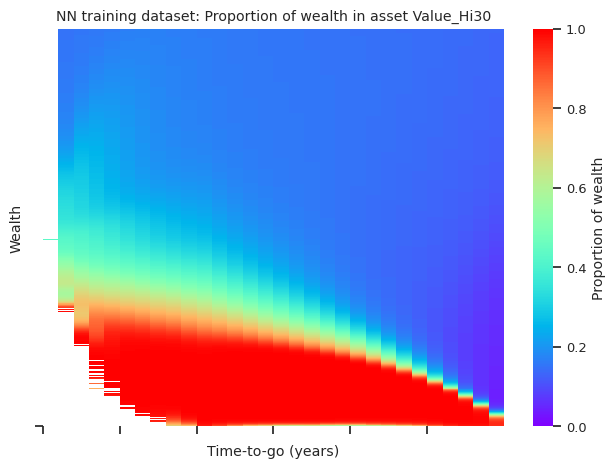 NN training dataset: Proportion of wealth in asset Value_Hi30
1.0
0.8
0.6
0.4
0.2
0.0
Proportion of wealth
Wealth
Time-to-go (years)